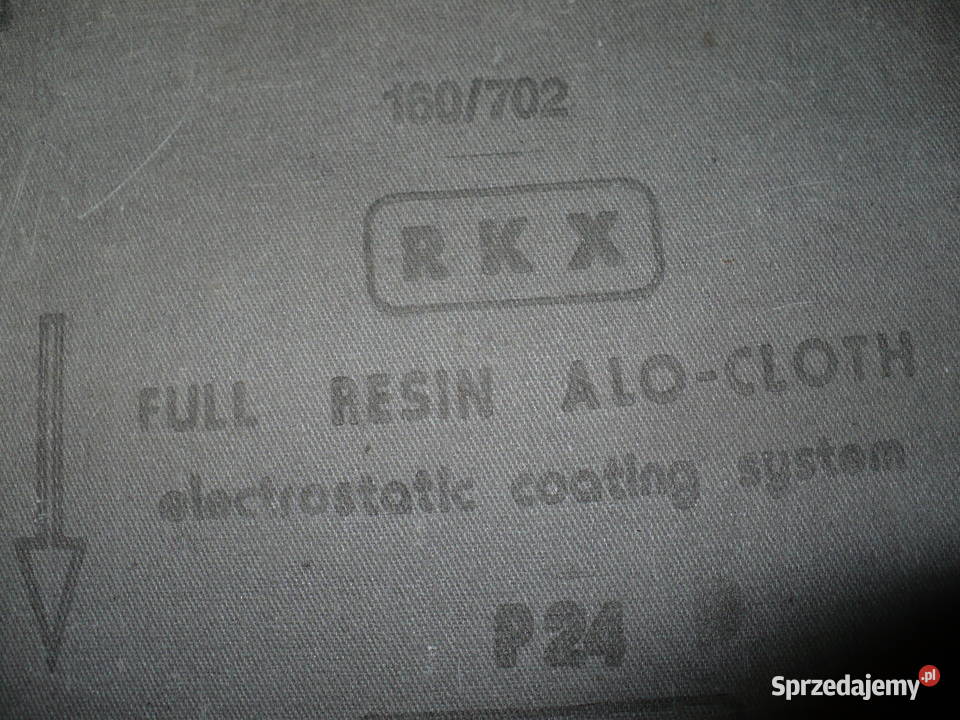 160/702
RKX
FULL RESIN ALO-CLOTH
electrostatic coating system
P24
Sprzedajemy.pl